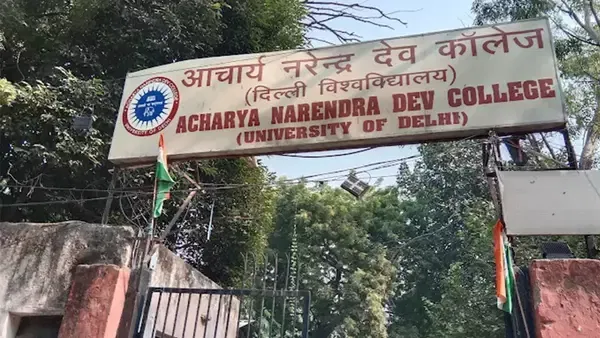 आचार्य नरेन्द्र देव कॉलेज
(दिल्ली विश्वविद्यालय)
ACHARYA NARENDRA DEV COLLEGE
(UNIVERSITY OF DELHI)